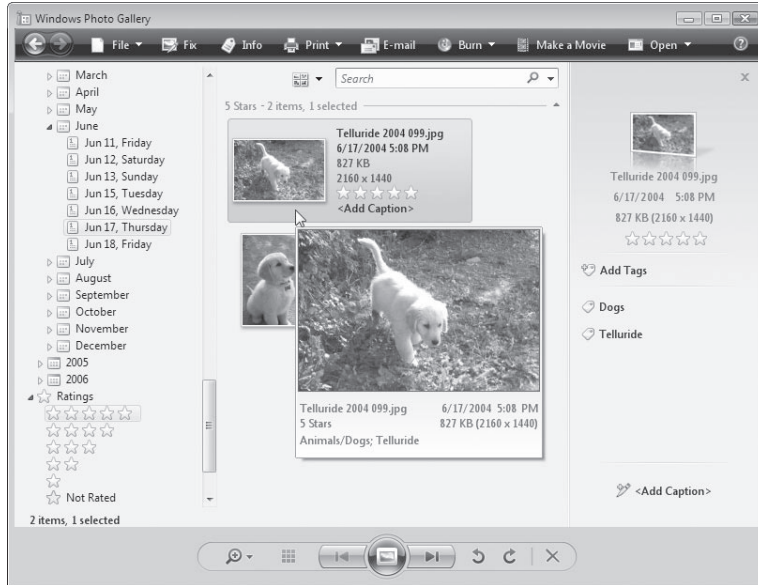 Windows Photo Gallery
File
Fix
Info
Print
E-mail
Burn
Make a Movie
Open
March
April
May
June
Jun 11, Friday
Jun 12, Saturday
Jun 13, Sunday
Jun 15, Tuesday
Jun 16, Wednesday
Jun 17, Thursday
Jun 18, Friday
July
August
September
October
November
December
2005
2006
Ratings
Not Rated
2 items, 1 selected
Search
5 Stars - 2 items, 1 selected
Telluride 2004 099.jpg
6/17/2004 5:08 PM
827 KB
2160 x 1440
<Add Caption>
Telluride 2004 099.jpg 6/17/2004 5:08 PM
5 Stars 827 KB (2160 x 1440)
Animals/Dogs; Telluride
Telluride 2004 099.jpg
6/17/2004 5:08 PM
827 KB (2160 x 1440)
Add Tags
Dogs
Telluride
<Add Caption>